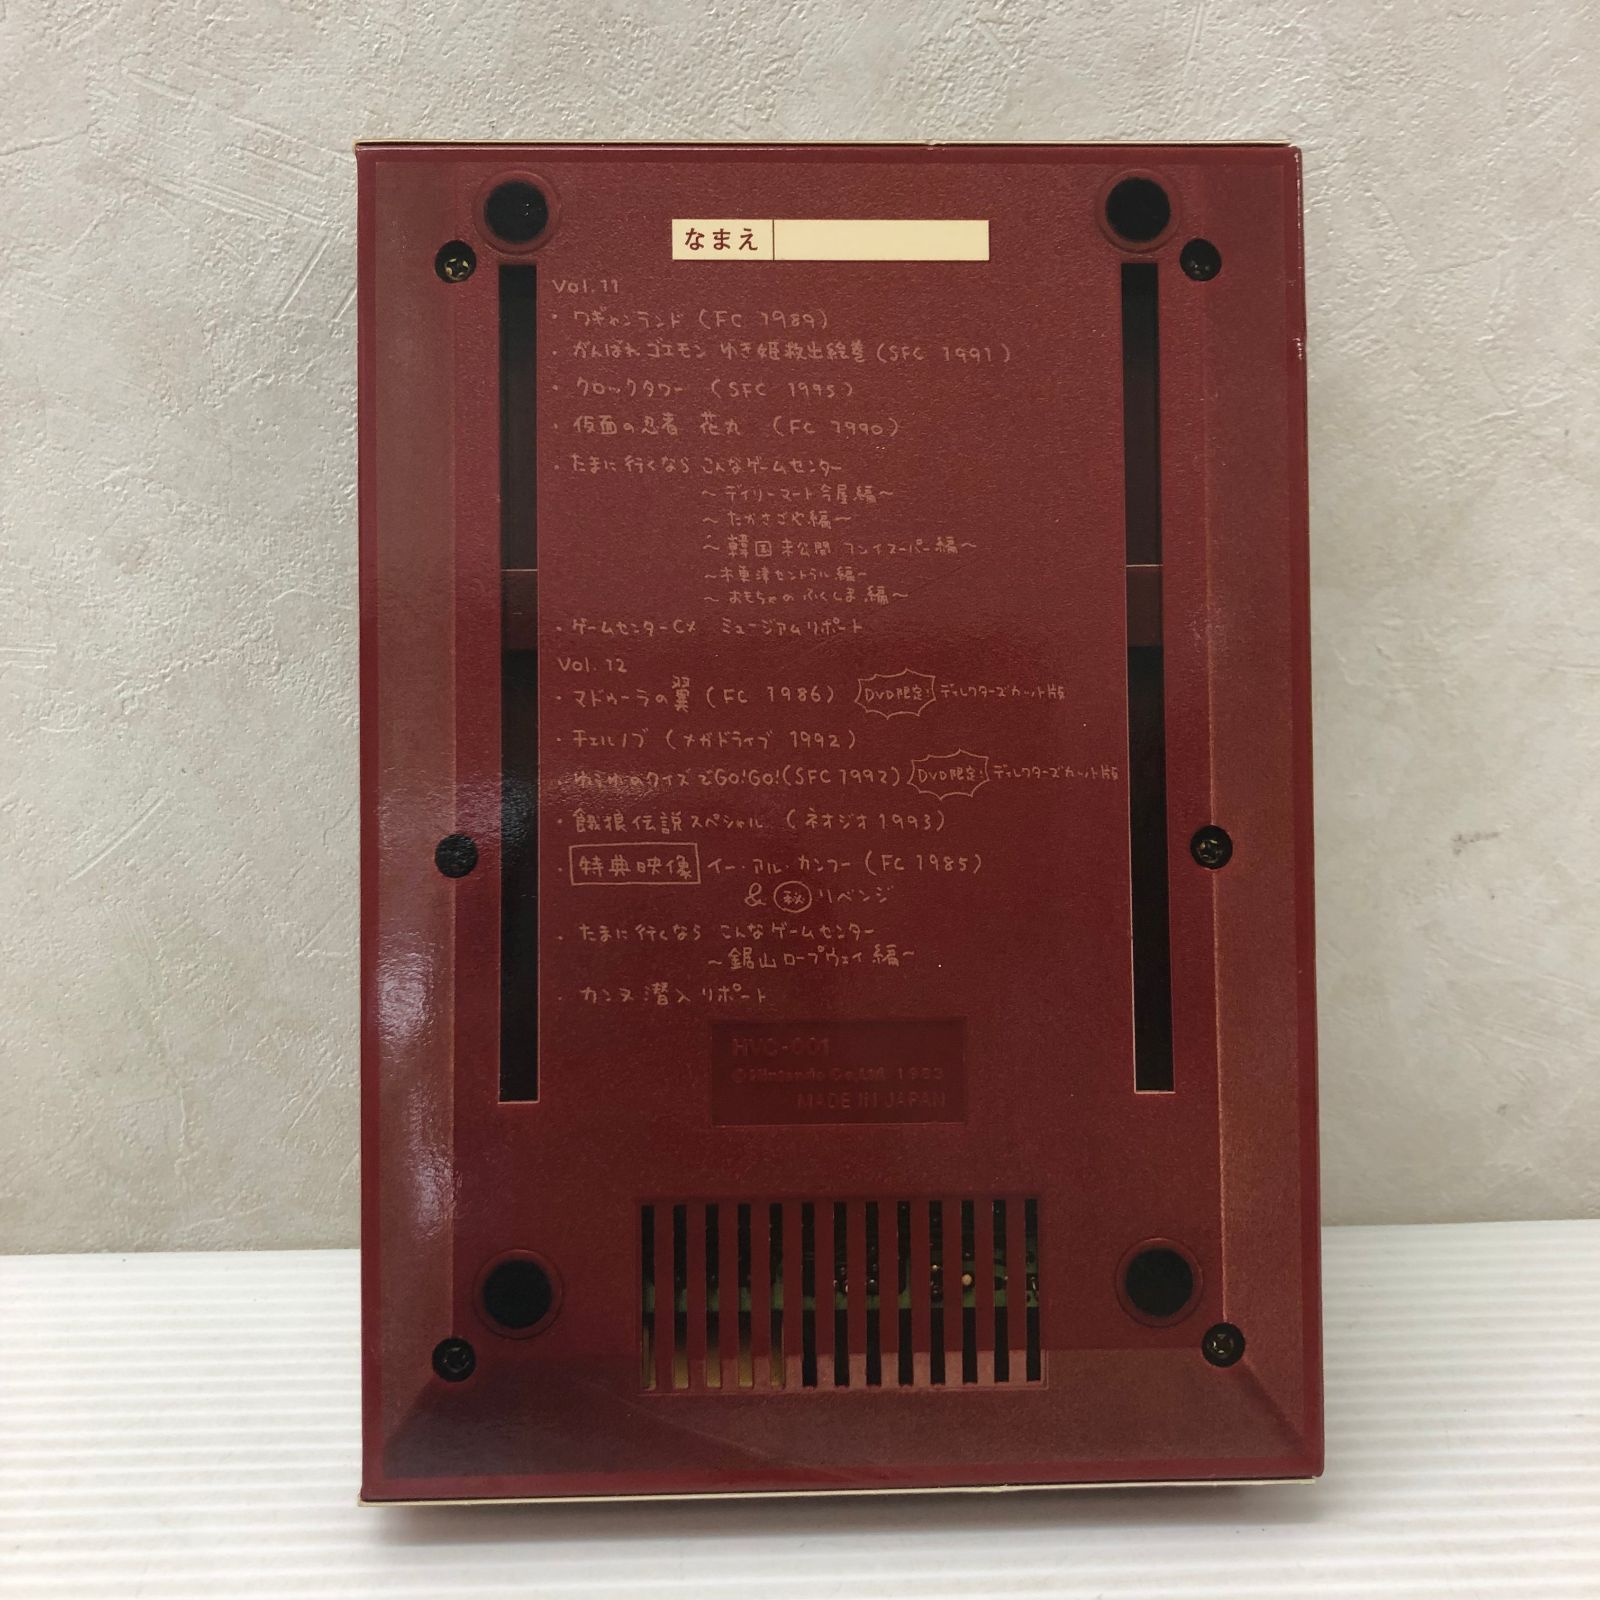 なまえ
Vol.11
・ワギャンランド (FC 1989)
・がんばれゴエモン ゆき姫救出絵巻 (SFC 1991)
・クロックタワー (SFC 1995)
・仮面の忍者 花丸 (FC 1990)
・たまに行くなら こんなゲームセンター
～デイリーマート今屋編～
～たかさごや編～
～韓国未公開 フンイスーパー編～
～木更津セントラル編～
～おもちゃのふくしま編～
・ゲームセンターCX ミュージアムリポート
Vol.12
・マドゥーラの翼 (FC 1986) DVD限定! ディレクターズカット版
・チェルノブ (メガドライブ 1992)
・ゆうゆのクイズでGO!GO! (SFC 1992) DVD限定! ディレクターズカット版
・餓狼伝説スペシャル (ネオジオ 1993)
・特典映像 イー・アル・カンフー (FC 1985)
& ㊙リベンジ
・たまに行くなら こんなゲームセンター
～鋸山ロープウェイ編～
・カンヌ潜入リポート
HVC-001
©Nintendo Co.,Ltd. 1983
MADE IN JAPAN